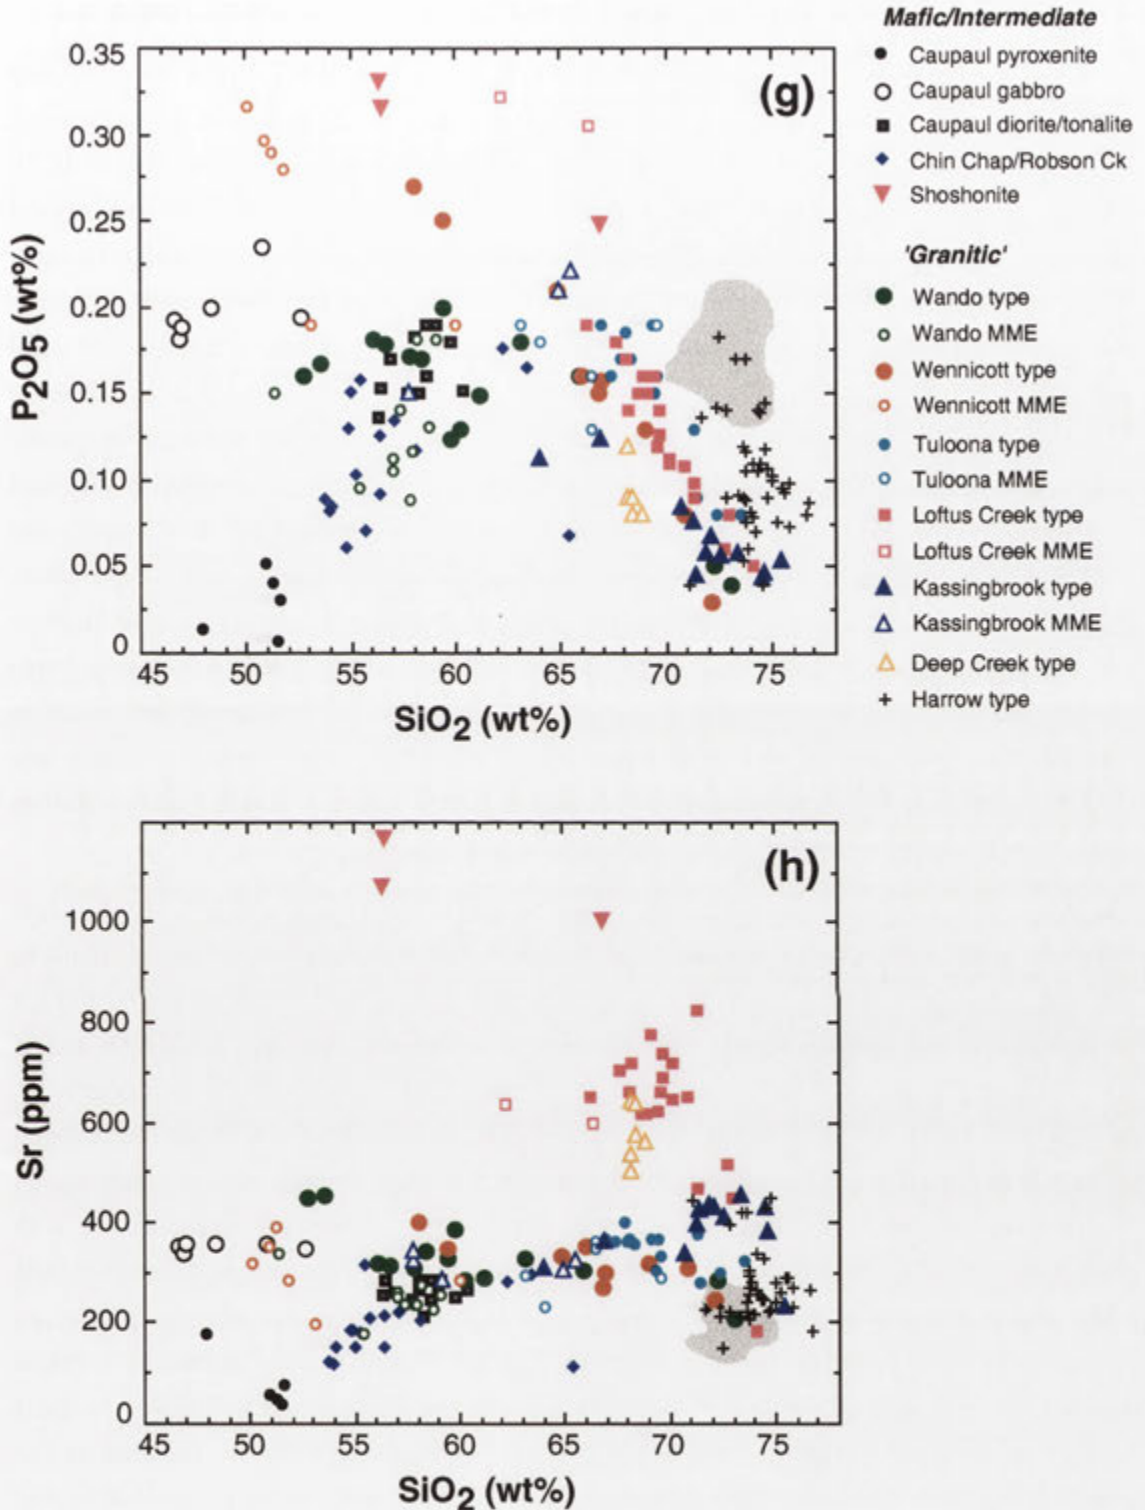 Mafic/Intermediate
Caupaul pyroxenite
Caupaul gabbro
Caupaul diorite/tonalite
Chin Chap/Robson Ck
Shoshonite
'Granitic'
Wando type
Wando MME
Wennicott type
Wennicott MME
Tuloona type
Tuloona MME
Loftus Creek type
Loftus Creek MME
Kassingbrook type
Kassingbrook MME
Deep Creek type
Harrow type
(g)
P2O5 (wt%)
0.35
0.30
0.25
0.20
0.15
0.10
0.05
0
45 50 55 60 65 70 75
SiO2 (wt%)
(h)
Sr (ppm)
1000
800
600
400
200
0
45 50 55 60 65 70 75
SiO2 (wt%)